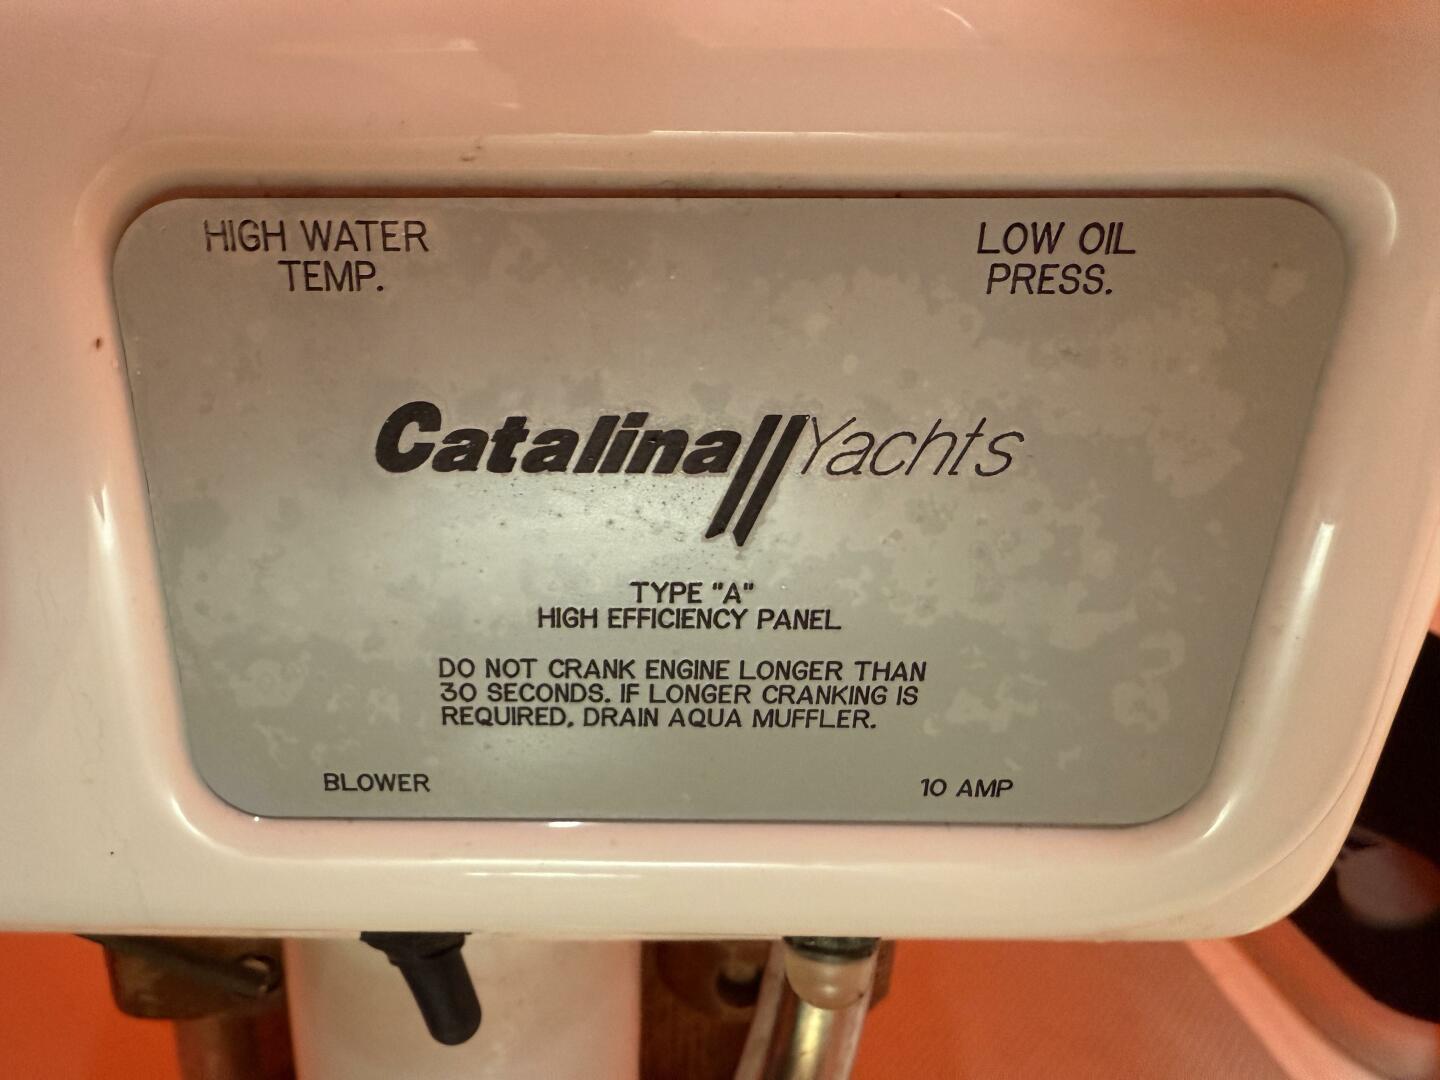 HIGH WATER
TEMP.
LOW OIL
PRESS.
Catalina Yachts
TYPE "A"
HIGH EFFICIENCY PANEL
DO NOT CRANK ENGINE LONGER THAN
30 SECONDS. IF LONGER CRANKING IS
REQUIRED, DRAIN AQUA MUFFLER.
BLOWER
10 AMP